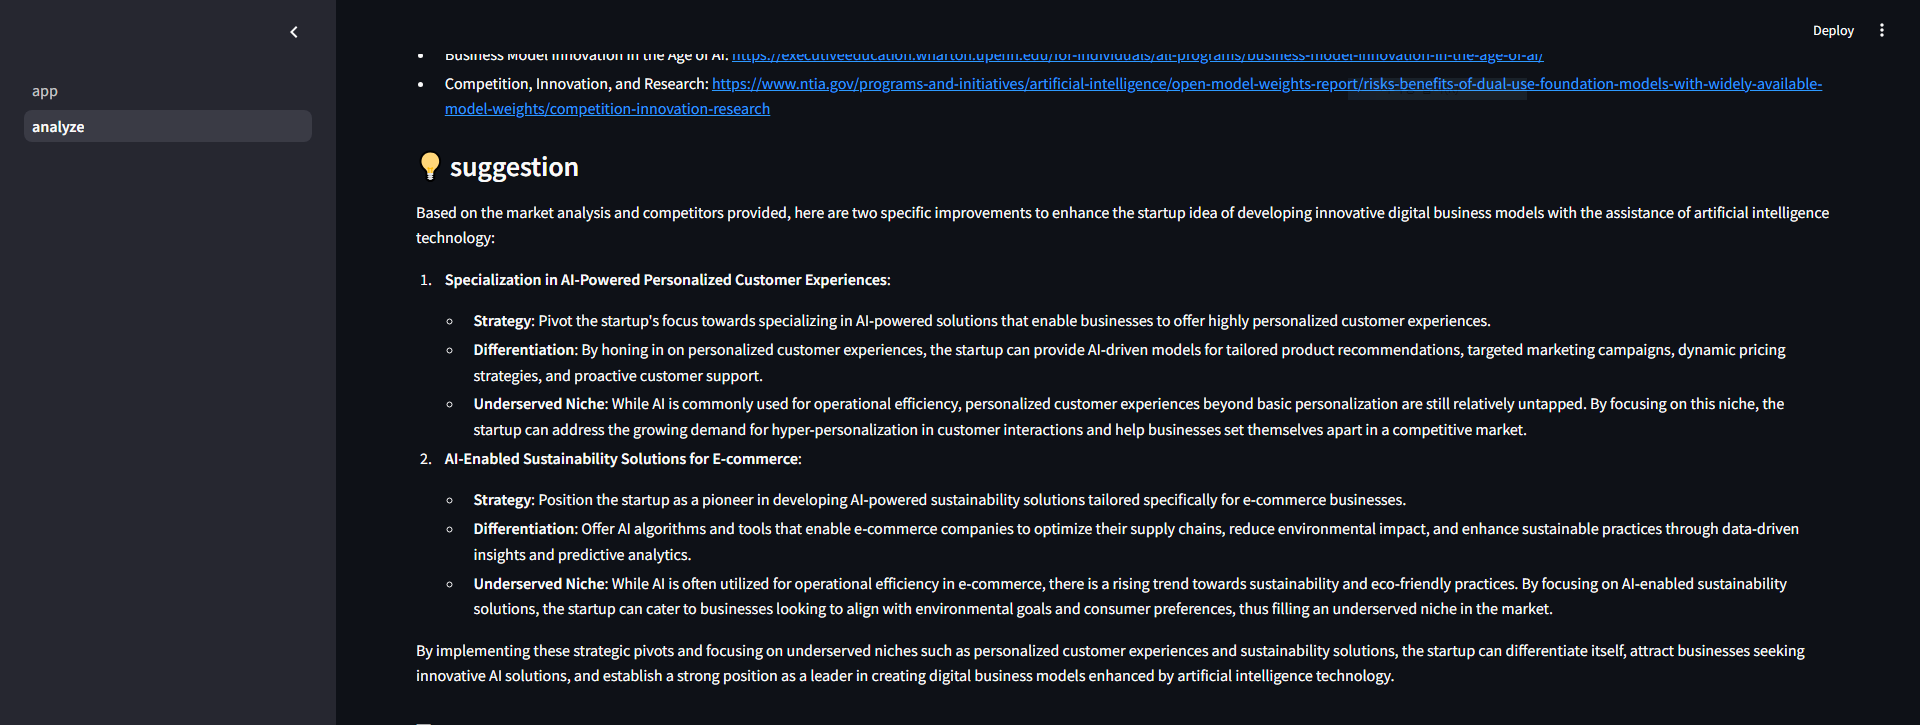 Deploy
app
analyze
Business Model Innovation in the Age of AI: https://executiveeducation.wharton.upenn.edu/for-individuals/all-programs/business-model-innovation-in-the-age-of-ai/
Competition, Innovation, and Research: https://www.ntia.gov/programs-and-initiatives/artificial-intelligence/open-model-weights-report/risks-benefits-of-dual-use-foundation-models-with-widely-available-
model-weights/competition-innovation-research
suggestion
Based on the market analysis and competitors provided, here are two specific improvements to enhance the startup idea of developing innovative digital business models with the assistance of artificial intelligence
technology:
1. Specialization in AI-Powered Personalized Customer Experiences:
Strategy: Pivot the startup's focus towards specializing in AI-powered solutions that enable businesses to offer highly personalized customer experiences.
Differentiation: By honing in on personalized customer experiences, the startup can provide AI-driven models for tailored product recommendations, targeted marketing campaigns, dynamic pricing
strategies, and proactive customer support.
Underserved Niche: While AI is commonly used for operational efficiency, personalized customer experiences beyond basic personalization are still relatively untapped. By focusing on this niche, the
startup can address the growing demand for hyper-personalization in customer interactions and help businesses set themselves apart in a competitive market.
2. AI-Enabled Sustainability Solutions for E-commerce:
Strategy: Position the startup as a pioneer in developing AI-powered sustainability solutions tailored specifically for e-commerce businesses.
Differentiation: Offer AI algorithms and tools that enable e-commerce companies to optimize their supply chains, reduce environmental impact, and enhance sustainable practices through data-driven
insights and predictive analytics.
Underserved Niche: While AI is often utilized for operational efficiency in e-commerce, there is a rising trend towards sustainability and eco-friendly practices. By focusing on AI-enabled sustainability
solutions, the startup can cater to businesses looking to align with environmental goals and consumer preferences, thus filling an underserved niche in the market.
By implementing these strategic pivots and focusing on underserved niches such as personalized customer experiences and sustainability solutions, the startup can differentiate itself, attract businesses seeking
innovative AI solutions, and establish a strong position as a leader in creating digital business models enhanced by artificial intelligence technology.